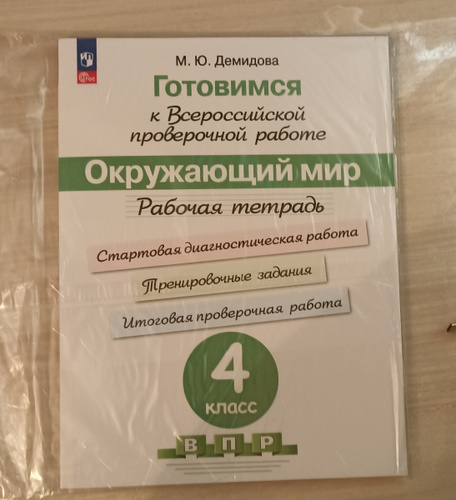 М. Ю. Демидова
Готовимся
к Всероссийской
проверочной работе
Окружающий мир
Рабочая тетрадь
Стартовая диагностическая работа
Тренировочные задания
Итоговая проверочная работа
4
класс
ВПР